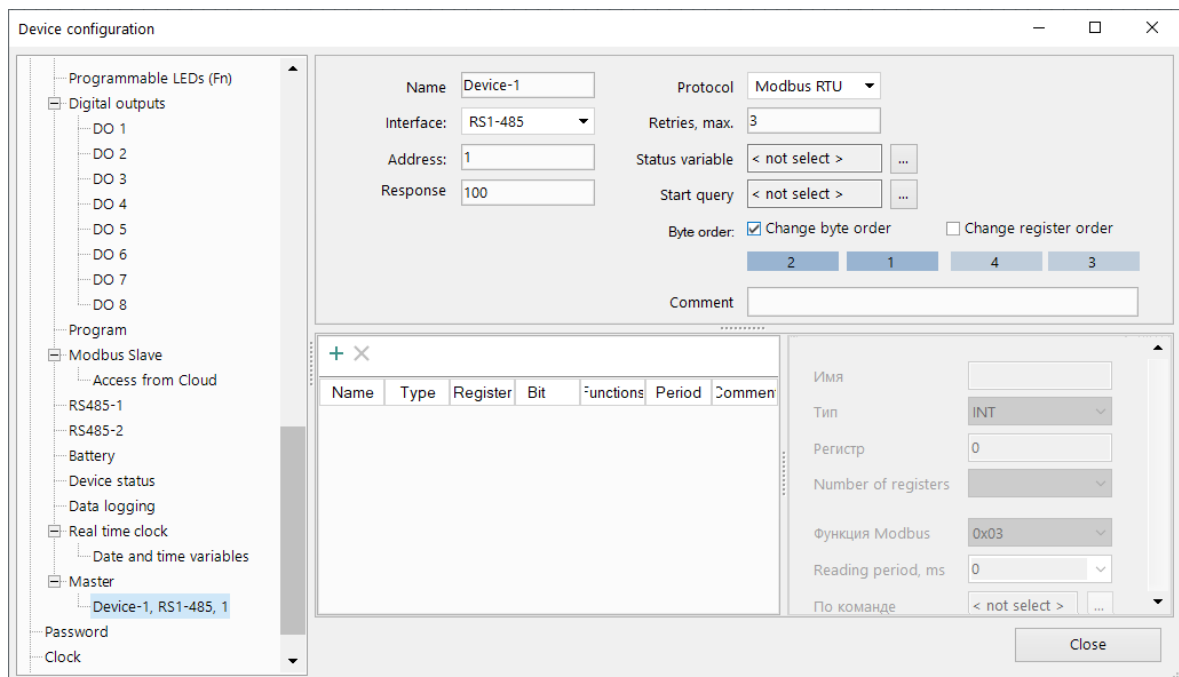 Device configuration
Programmable LEDs (Fn)
Digital outputs
DO 1
DO 2
DO 3
DO 4
DO 5
DO 6
DO 7
DO 8
Program
Modbus Slave
Access from Cloud
RS485-1
RS485-2
Battery
Device status
Data logging
Real time clock
Date and time variables
Master
Device-1, RS1-485, 1
Password
Clock
Name Device-1 Protocol Modbus RTU
Interface: RS1-485 Retries, max. 3
Address: 1 Status variable < not select > ...
Response 100 Start query < not select > ...
Byte order: Change byte order Change register order
2 1 4 3
Comment
Name Type Register Bit Functions Period Commen
Имя
Тип INT
Регистр 0
Number of registers
Функция Modbus 0x03
Reading period, ms 0
По команде < not select > ...
Close